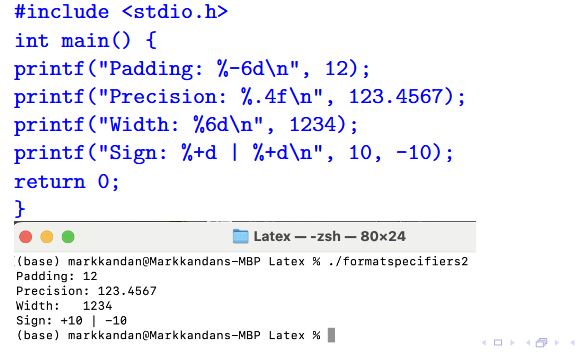 #include <stdio.h>
int main() {
printf("Padding: %-6d\n", 12);
printf("Precision: %.4f\n", 123.4567);
printf("Width: %6d\n", 1234);
printf("Sign: %+d | %+d\n", 10, -10);
return 0;
}
Latex — -zsh — 80×24
(base) markkandan@Markkandans-MBP Latex % ./formatspecifiers2
Padding: 12
Precision: 123.4567
Width:   1234
Sign: +10 | -10
(base) markkandan@Markkandans-MBP Latex %